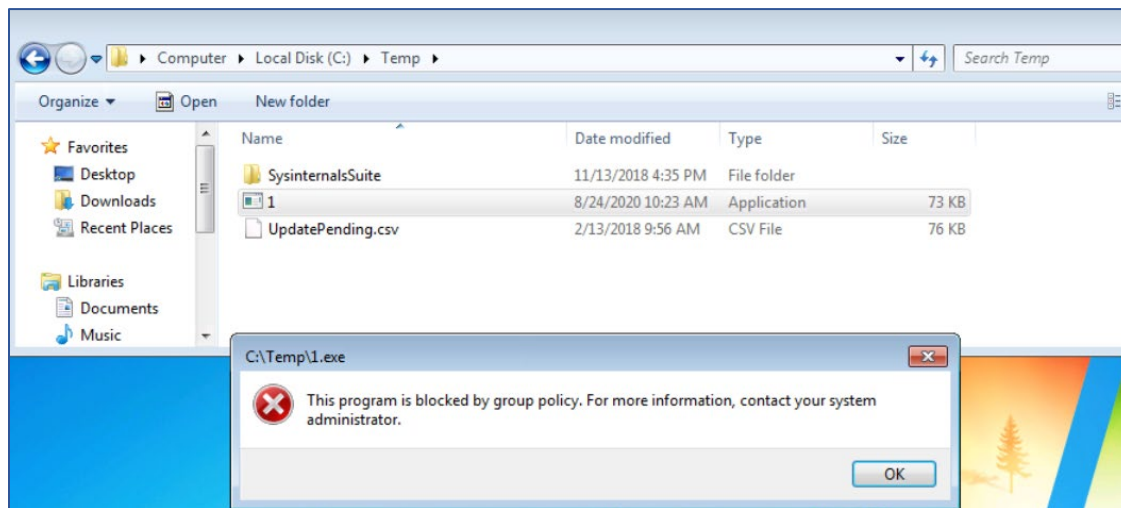 Computer ▸ Local Disk (C:) ▸ Temp ▸ Search Temp
Organize ▾ Open New folder
Name Date modified Type Size
Favorites
Desktop
Downloads
Recent Places
Libraries
Documents
Music
SysinternalsSuite 11/13/2018 4:35 PM File folder
1 8/24/2020 10:23 AM Application 73 KB
UpdatePending.csv 2/13/2018 9:56 AM CSV File 76 KB
C:\Temp\1.exe
This program is blocked by group policy. For more information, contact your system
administrator.
OK